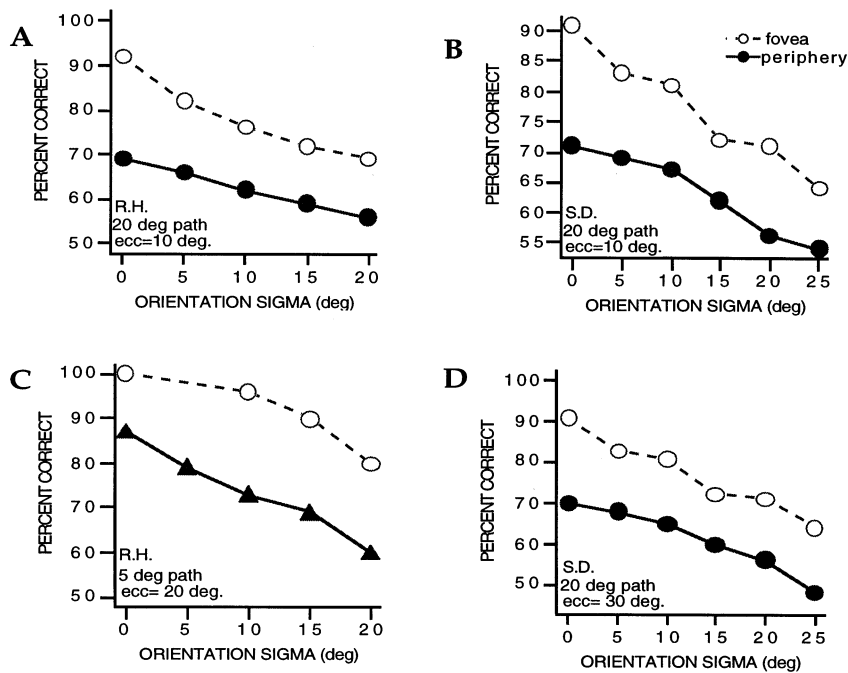 A
PERCENT CORRECT
100
90
80
70
60
50
R.H.
20 deg path
ecc=10 deg.
0 5 10 15 20
ORIENTATION SIGMA (deg)
B
PERCENT CORRECT
90
85
80
75
70
65
60
55
fovea
periphery
S.D.
20 deg path
ecc=10 deg.
0 5 10 15 20 25
ORIENTATION SIGMA (deg)
C
PERCENT CORRECT
100
90
80
70
60
50
R.H.
5 deg path
ecc= 20 deg.
0 5 10 15 20
ORIENTATION SIGMA (deg)
D
PERCENT CORRECT
100
90
80
70
60
50
S.D.
20 deg path
ecc= 30 deg.
0 5 10 15 20 25
ORIENTATION SIGMA (deg)